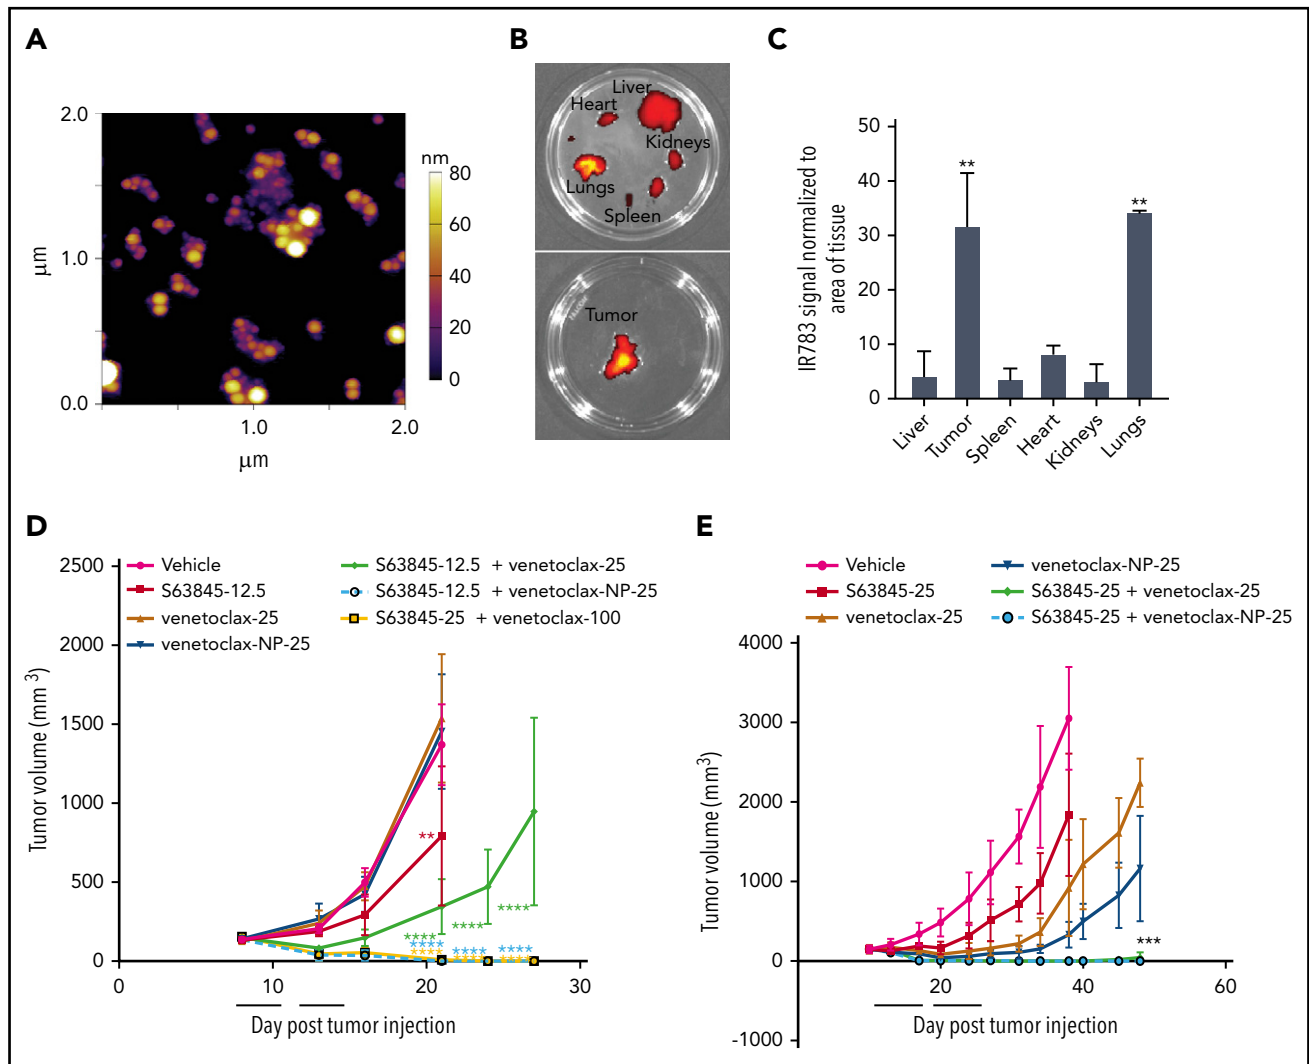 A
2.0
1.0
0.0
μm
1.0
2.0
μm
nm
80
60
40
20
0
B
Liver
Heart
Kidneys
Lungs
Spleen
Tumor
C
IR783 signal normalized to
area of tissue
50
40
30
20
10
0
**
**
Liver
Tumor
Spleen
Heart
Kidneys
Lungs
D
Vehicle
S63845-12.5
venetoclax-25
venetoclax-NP-25
S63845-12.5 + venetoclax-25
S63845-12.5 + venetoclax-NP-25
S63845-25 + venetoclax-100
Tumor volume (mm³)
2500
2000
1500
1000
500
0
**
****
****
****
****
****
****
****
****
****
0
10
20
30
Day post tumor injection
E
Vehicle
S63845-25
venetoclax-25
venetoclax-NP-25
S63845-25 + venetoclax-25
S63845-25 + venetoclax-NP-25
Tumor volume (mm³)
4000
3000
2000
1000
0
-1000
***
20
40
60
Day post tumor injection